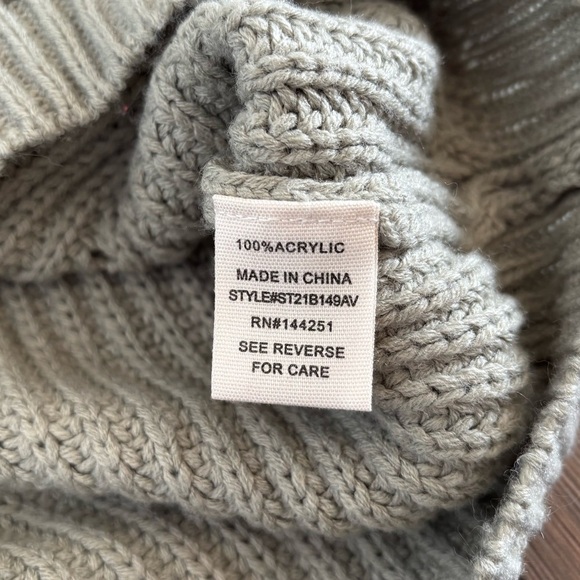 100%ACRYLIC
MADE IN CHINA
STYLE#ST21B149AV
RN#144251
SEE REVERSE
FOR CARE